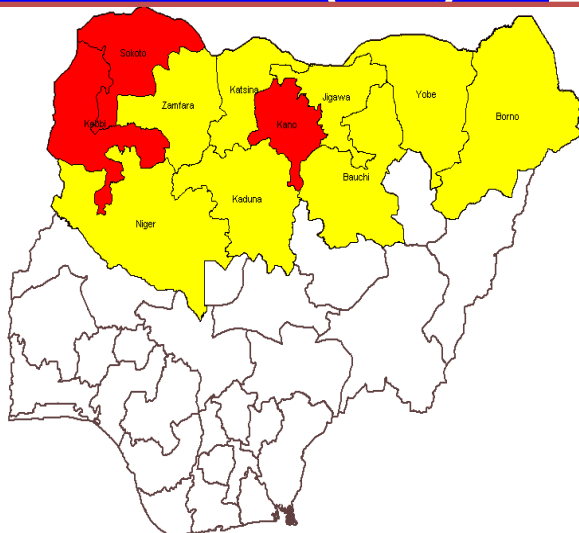 Sokoto
Katsina
Jigawa
Yobe
Zamfara
Borno
Kebbi
Kano
Bauchi
Kaduna
Niger